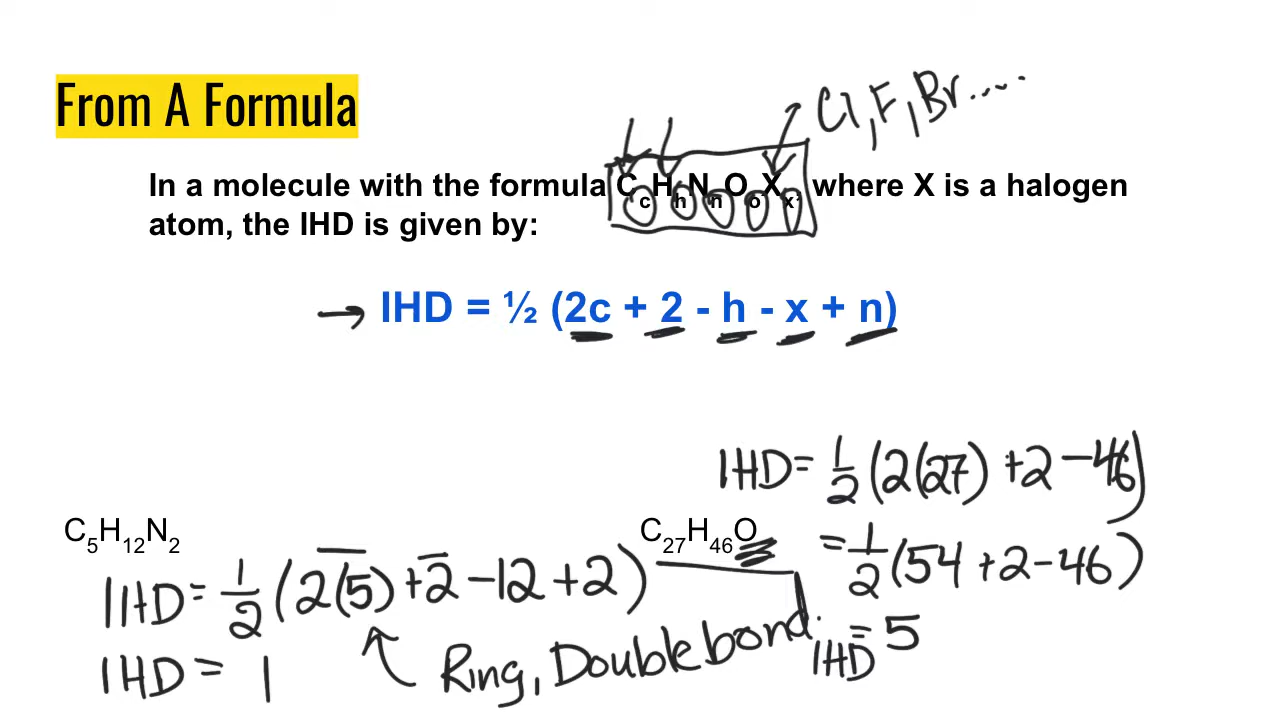 From A Formula
Cl, F, Br.....
In a molecule with the formula CcHhNnOoXx, where X is a halogen
atom, the IHD is given by:
→ IHD = ½ (2c + 2 - h - x + n)
C5H12N2
IHD = 1/2 (2(5) + 2 - 12 + 2)
IHD = 1
Ring, Double bond.
C27H46O
IHD = 1/2 (2(27) + 2 - 46)
= 1/2 (54 + 2 - 46)
IHD = 5